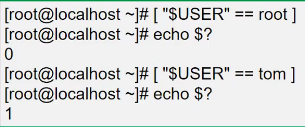 [root@localhost ~]# [ "$USER" == root ]
[root@localhost ~]# echo $?
0
[root@localhost ~]# [ "$USER" == tom ]
[root@localhost ~]# echo $?
1